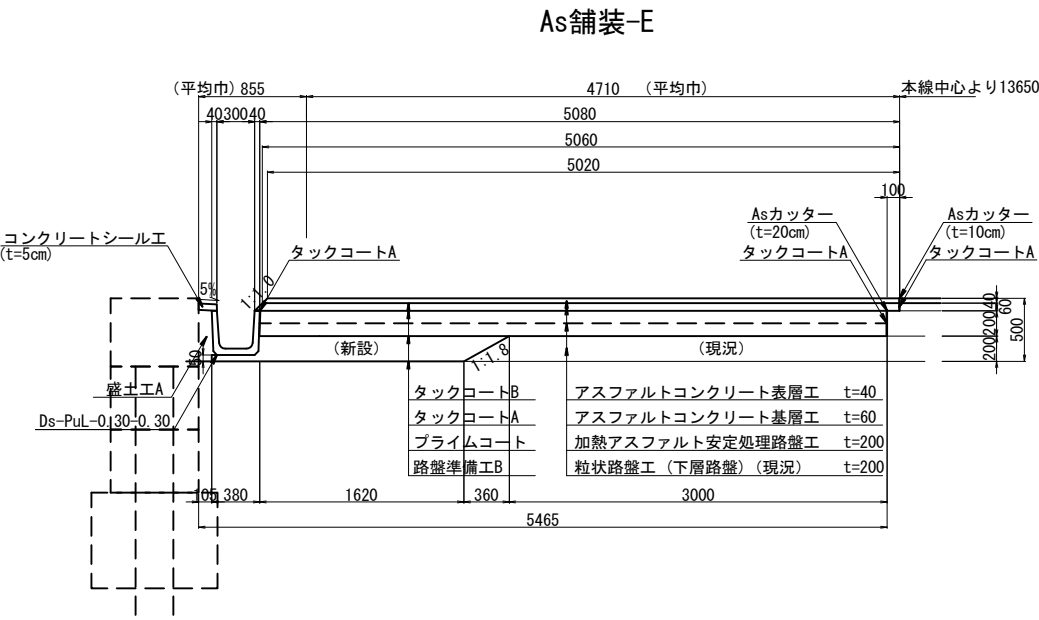 As舗装-E
(平均巾) 855
4710 (平均巾)
本線中心より13650
40 300 40
5080
5060
5020
100
Asカッター
(t=20cm)
タックコートA
Asカッター
(t=10cm)
タックコートA
コンクリートシール工
(t=5cm)
タックコートA
5%
1:1.0
40
60
200
200
500
50
(新設)
1:1.8
(現況)
盛土工A
Ds-PuL-0.30-0.30
タックコートB
タックコートA
プライムコート
路盤準備工B
アスファルトコンクリート表層工 t=40
アスファルトコンクリート基層工 t=60
加熱アスファルト安定処理路盤工 t=200
粒状路盤工 (下層路盤) (現況) t=200
105 380
1620
360
3000
5465